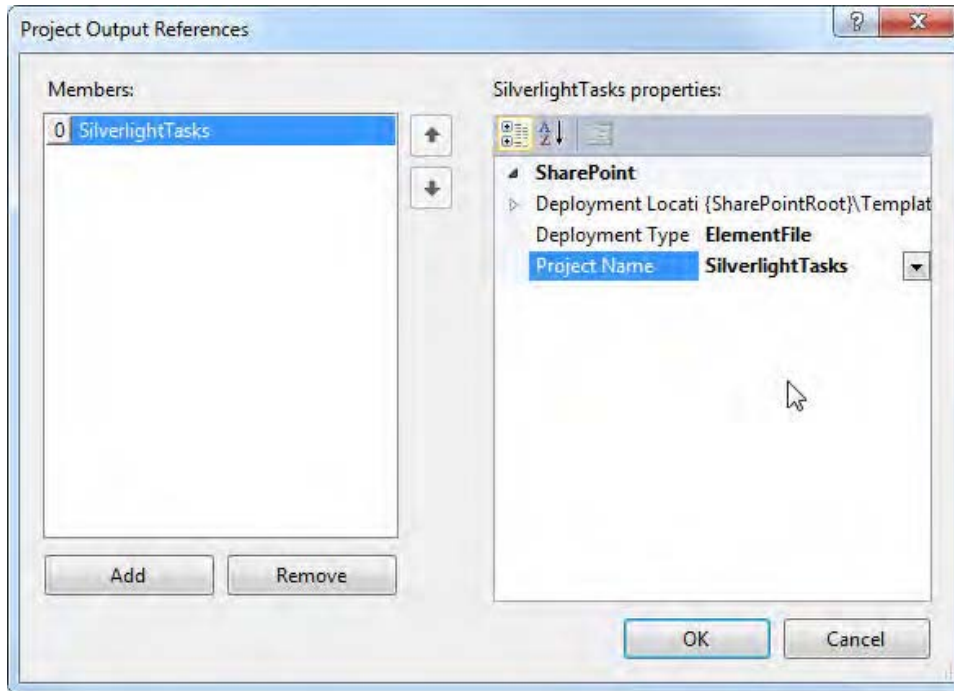 Project Output References
Members:
0 SilverlightTasks
Add
Remove
SilverlightTasks properties:
SharePoint
Deployment Locati {SharePointRoot}\Templat
Deployment Type ElementFile
Project Name SilverlightTasks
OK
Cancel